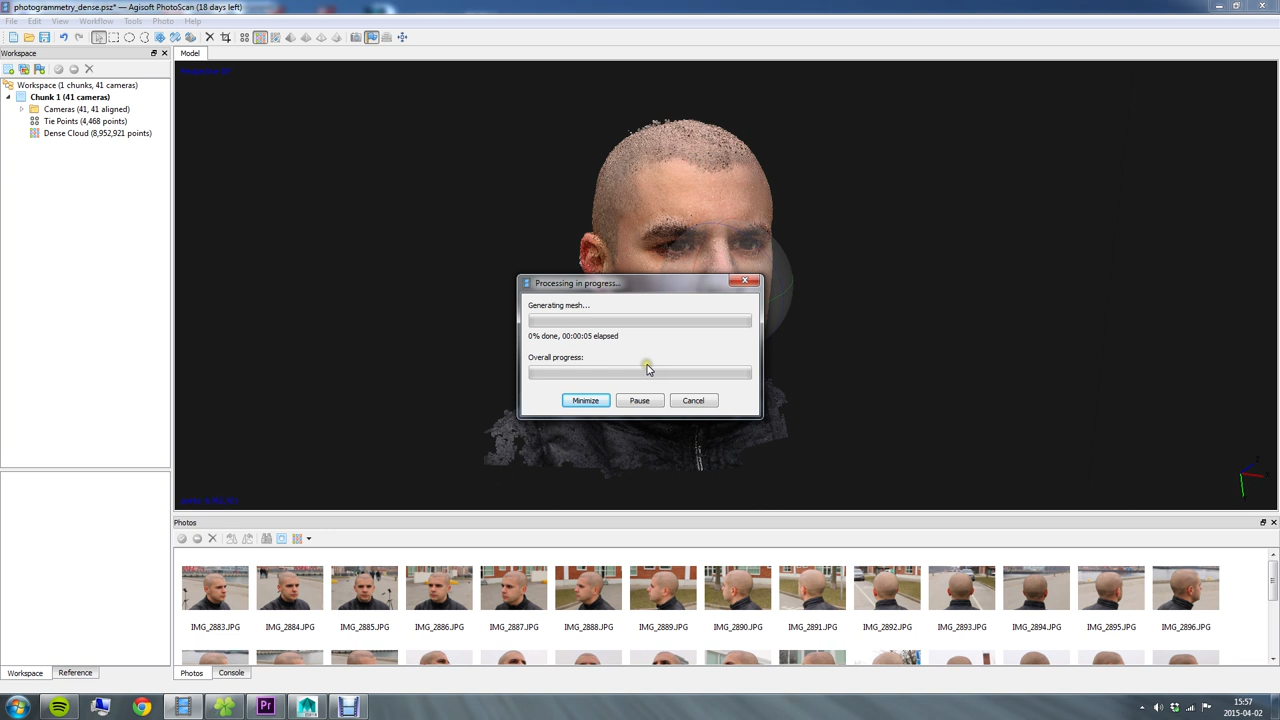 photogrammetry_dense.psz* — Agisoft PhotoScan (18 days left)
File Edit View Workflow Tools Photo Help
Workspace
Model
Workspace (1 chunks, 41 cameras)
Chunk 1 (41 cameras)
Cameras (41, 41 aligned)
Tie Points (4,468 points)
Dense Cloud (8,952,921 points)
Processing in progress...
Generating mesh...
0% done, 00:00:05 elapsed
Overall progress:
Minimize Pause Cancel
Photos
IMG_2883.JPG IMG_2884.JPG IMG_2885.JPG IMG_2886.JPG IMG_2887.JPG IMG_2888.JPG IMG_2889.JPG IMG_2890.JPG IMG_2891.JPG IMG_2892.JPG IMG_2893.JPG IMG_2894.JPG IMG_2895.JPG IMG_2896.JPG
Workspace Reference
Photos Console
Pr
15:57
2015-04-02